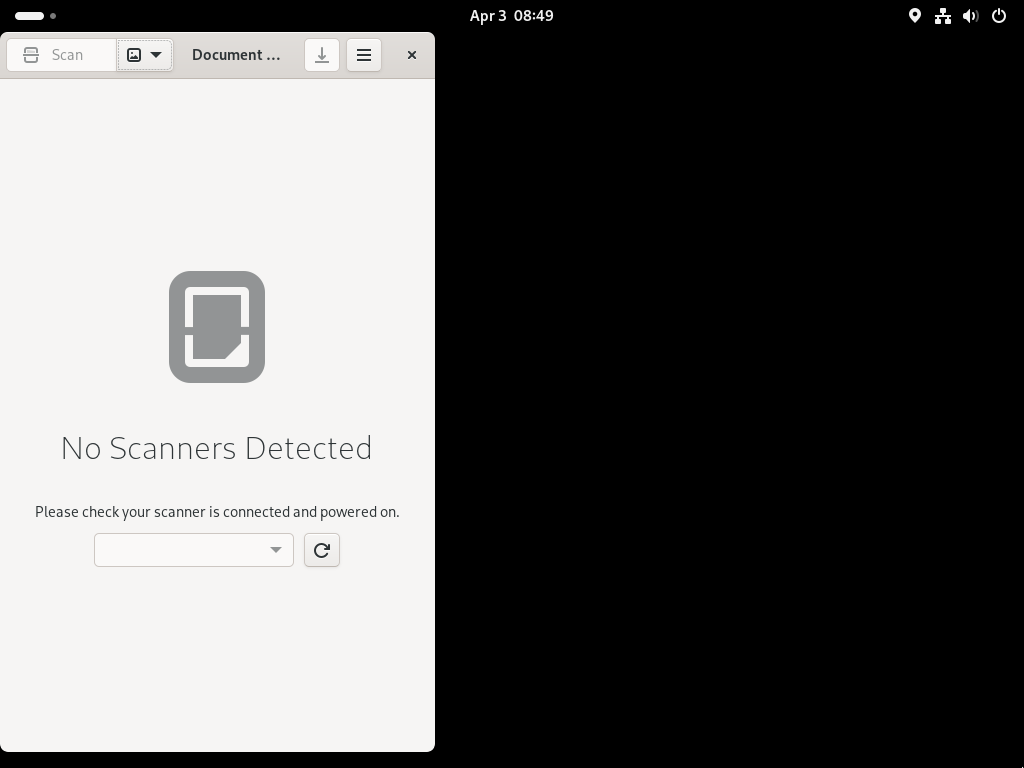 Apr 3 08:49
Scan
Document ...
No Scanners Detected
Please check your scanner is connected and powered on.